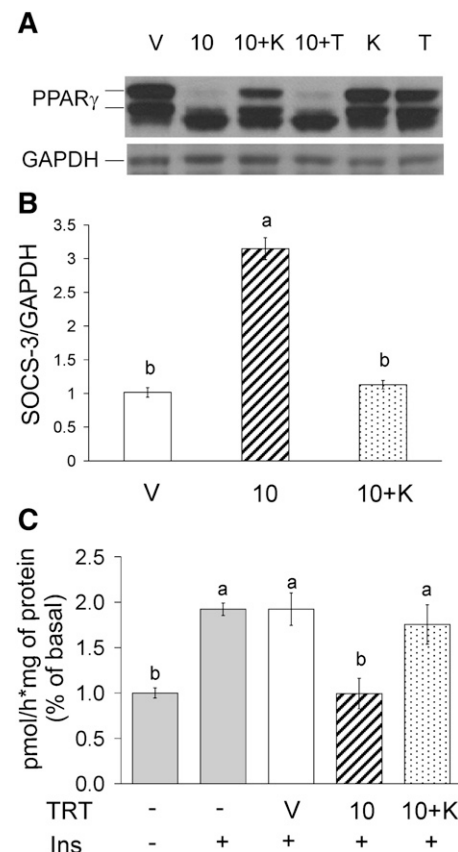 A
V 10 10+K 10+T K T
PPARγ
GAPDH
B
3.5
a
3
2.5
2
1.5
b
b
1
0.5
0
SOCS-3/GAPDH
V 10 10+K
C
2.5
a
a
a
2.0
1.5
b
b
1.0
0.5
0.0
pmol/h*mg of protein
(% of basal)
TRT - - V 10 10+K
Ins - + + + +